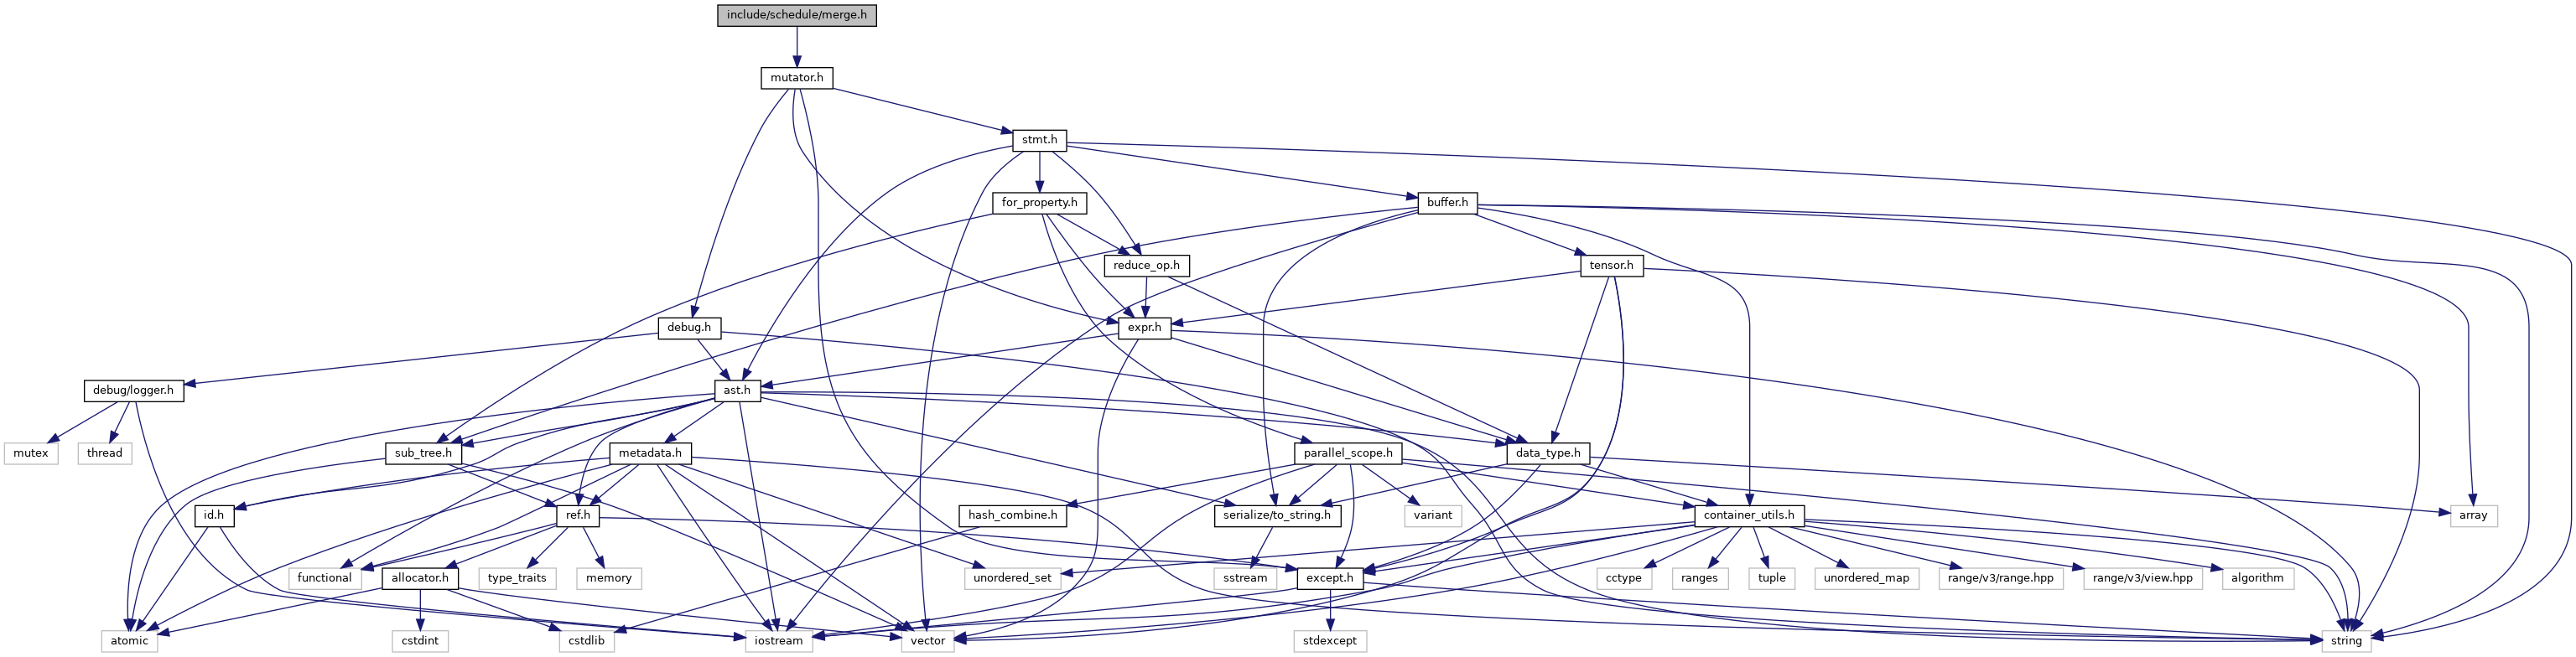 include/schedule/merge.h
mutator.h
stmt.h
for_property.h
buffer.h
reduce_op.h
tensor.h
debug.h
expr.h
debug/logger.h
ast.h
mutex
thread
sub_tree.h
metadata.h
parallel_scope.h
data_type.h
id.h
ref.h
hash_combine.h
serialize/to_string.h
variant
container_utils.h
array
functional
allocator.h
type_traits
memory
unordered_set
sstream
except.h
cctype
ranges
tuple
unordered_map
range/v3/range.hpp
range/v3/view.hpp
algorithm
atomic
cstdint
cstdlib
iostream
vector
stdexcept
string